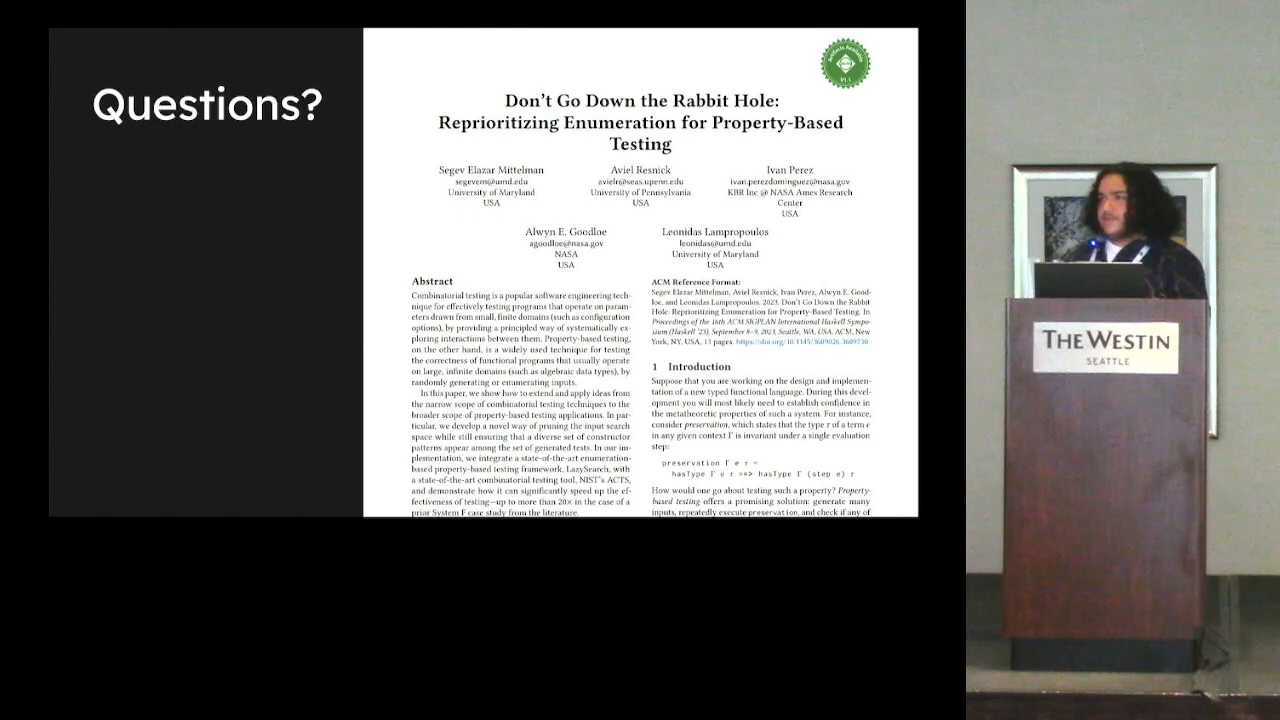 Questions?
Artifacts Available
V1.1
Don't Go Down the Rabbit Hole:
Reprioritizing Enumeration for Property-Based
Testing
Segev Elazar Mittelman
segevem@umd.edu
University of Maryland
USA
Aviel Resnick
avielr@seas.upenn.edu
University of Pennsylvania
USA
Ivan Perez
ivan.perezdominguez@nasa.gov
KBR Inc @ NASA Ames Research
Center
USA
Alwyn E. Goodloe
agoodloe@nasa.gov
NASA
USA
Leonidas Lampropoulos
leonidas@umd.edu
University of Maryland
USA
Abstract
Combinatorial testing is a popular software engineering tech-
nique for effectively testing programs that operate on param-
eters drawn from small, finite domains (such as configuration
options), by providing a principled way of systematically ex-
ploring interactions between them. Property-based testing,
on the other hand, is a widely used technique for testing
the correctness of functional programs that usually operate
on large, infinite domains (such as algebraic data types), by
randomly generating or enumerating inputs.
In this paper, we show how to extend and apply ideas from
the narrow scope of combinatorial testing techniques to the
broader scope of property-based testing applications. In par-
ticular, we develop a novel way of pruning the input search
space while still ensuring that a diverse set of constructor
patterns appear among the set of generated tests. In our im-
plementation, we integrate a state-of-the-art enumeration-
based property-based testing framework, LazySearch, with
a state-of-the-art combinatorial testing tool, NIST's ACTS,
and demonstrate how it can significantly speed up the ef-
fectiveness of testing—up to more than 20× in the case of a
prior System F case study from the literature.
ACM Reference Format:
Segev Elazar Mittelman, Aviel Resnick, Ivan Perez, Alwyn E. Good-
loe, and Leonidas Lampropoulos. 2023. Don't Go Down the Rabbit
Hole: Reprioritizing Enumeration for Property-Based Testing. In
Proceedings of the 16th ACM SIGPLAN International Haskell Sympo-
sium (Haskell '23), September 8–9, 2023, Seattle, WA, USA. ACM, New
York, NY, USA, 13 pages. https://doi.org/10.1145/3609026.3609730
1 Introduction
Suppose that you are working on the design and implemen-
tation of a new typed functional language. During this devel-
opment you will most likely need to establish confidence in
the metatheoretic properties of such a system. For instance,
consider preservation, which states that the type τ of a term e
in any given context Γ is invariant under a single evaluation
step:
preservation Γ e τ =
hasType Γ e τ ==> hasType Γ (step e) τ
How would one go about testing such a property? Property-
based testing offers a promising solution: generate many
inputs, repeatedly execute preservation, and check if any of
THE WESTIN
SEATTLE